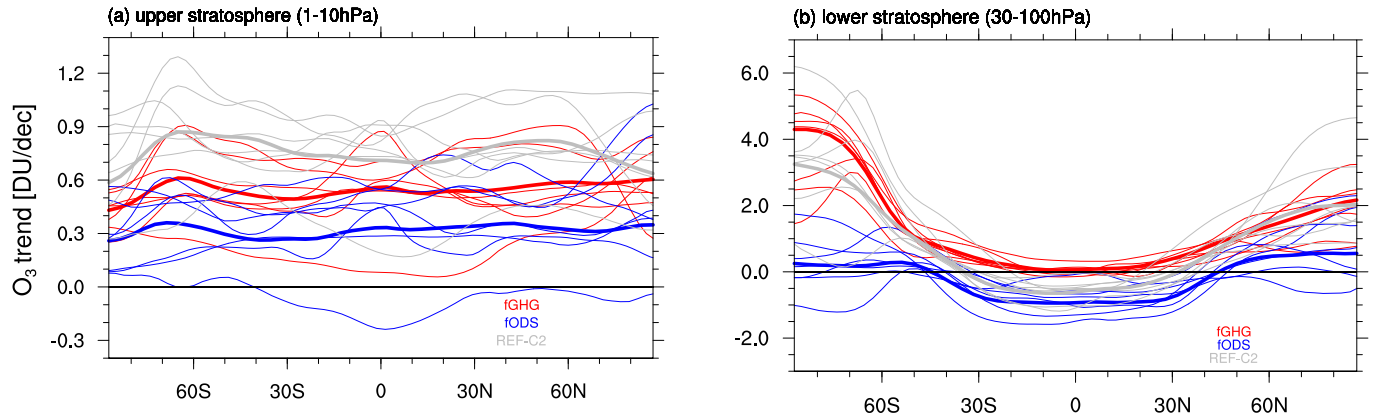 (a) upper stratosphere (1-10hPa)
O3 trend [DU/dec]
1.2
0.9
0.6
0.3
0.0
-0.3
fGHG
fODS
REF-C2
60S 30S 0 30N 60N
(b) lower stratosphere (30-100hPa)
6.0
4.0
2.0
0.0
-2.0
fGHG
fODS
REF-C2
60S 30S 0 30N 60N